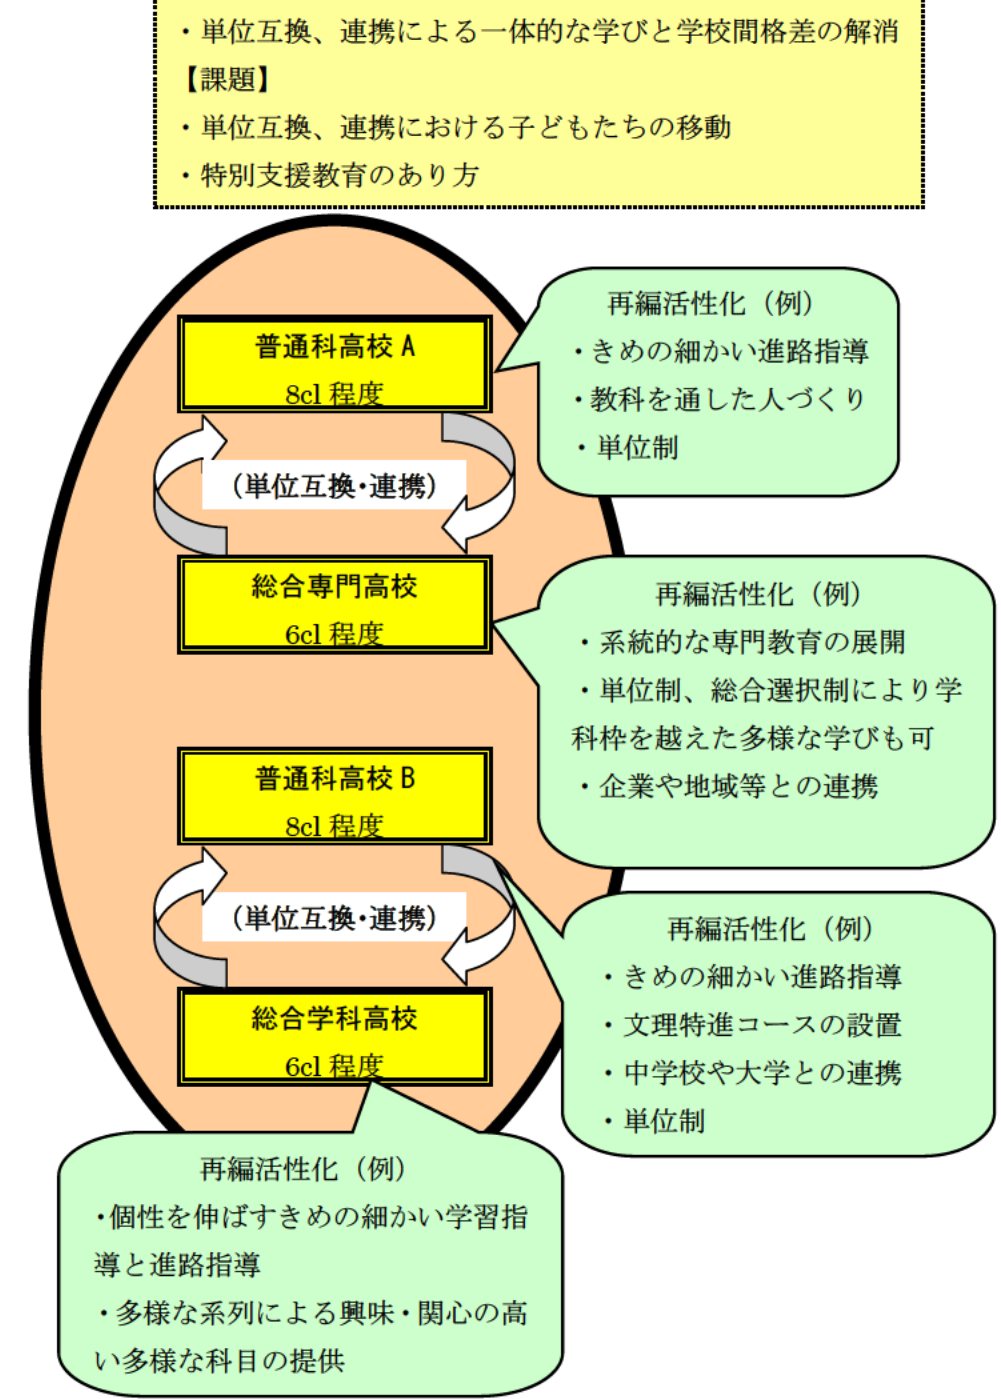 ・単位互換、連携による一体的な学びと学校間格差の解消
【課題】
・単位互換、連携における子どもたちの移動
・特別支援教育のあり方
普通科高校 A
8cl 程度
再編活性化（例）
・きめの細かい進路指導
・教科を通した人づくり
・単位制
（単位互換・連携）
総合専門高校
6cl 程度
再編活性化（例）
・系統的な専門教育の展開
・単位制、総合選択制により学
科枠を越えた多様な学びも可
・企業や地域等との連携
普通科高校 B
8cl 程度
（単位互換・連携）
再編活性化（例）
・きめの細かい進路指導
・文理特進コースの設置
・中学校や大学との連携
・単位制
総合学科高校
6cl 程度
再編活性化（例）
・個性を伸ばすきめの細かい学習指
導と進路指導
・多様な系列による興味・関心の高
い多様な科目の提供